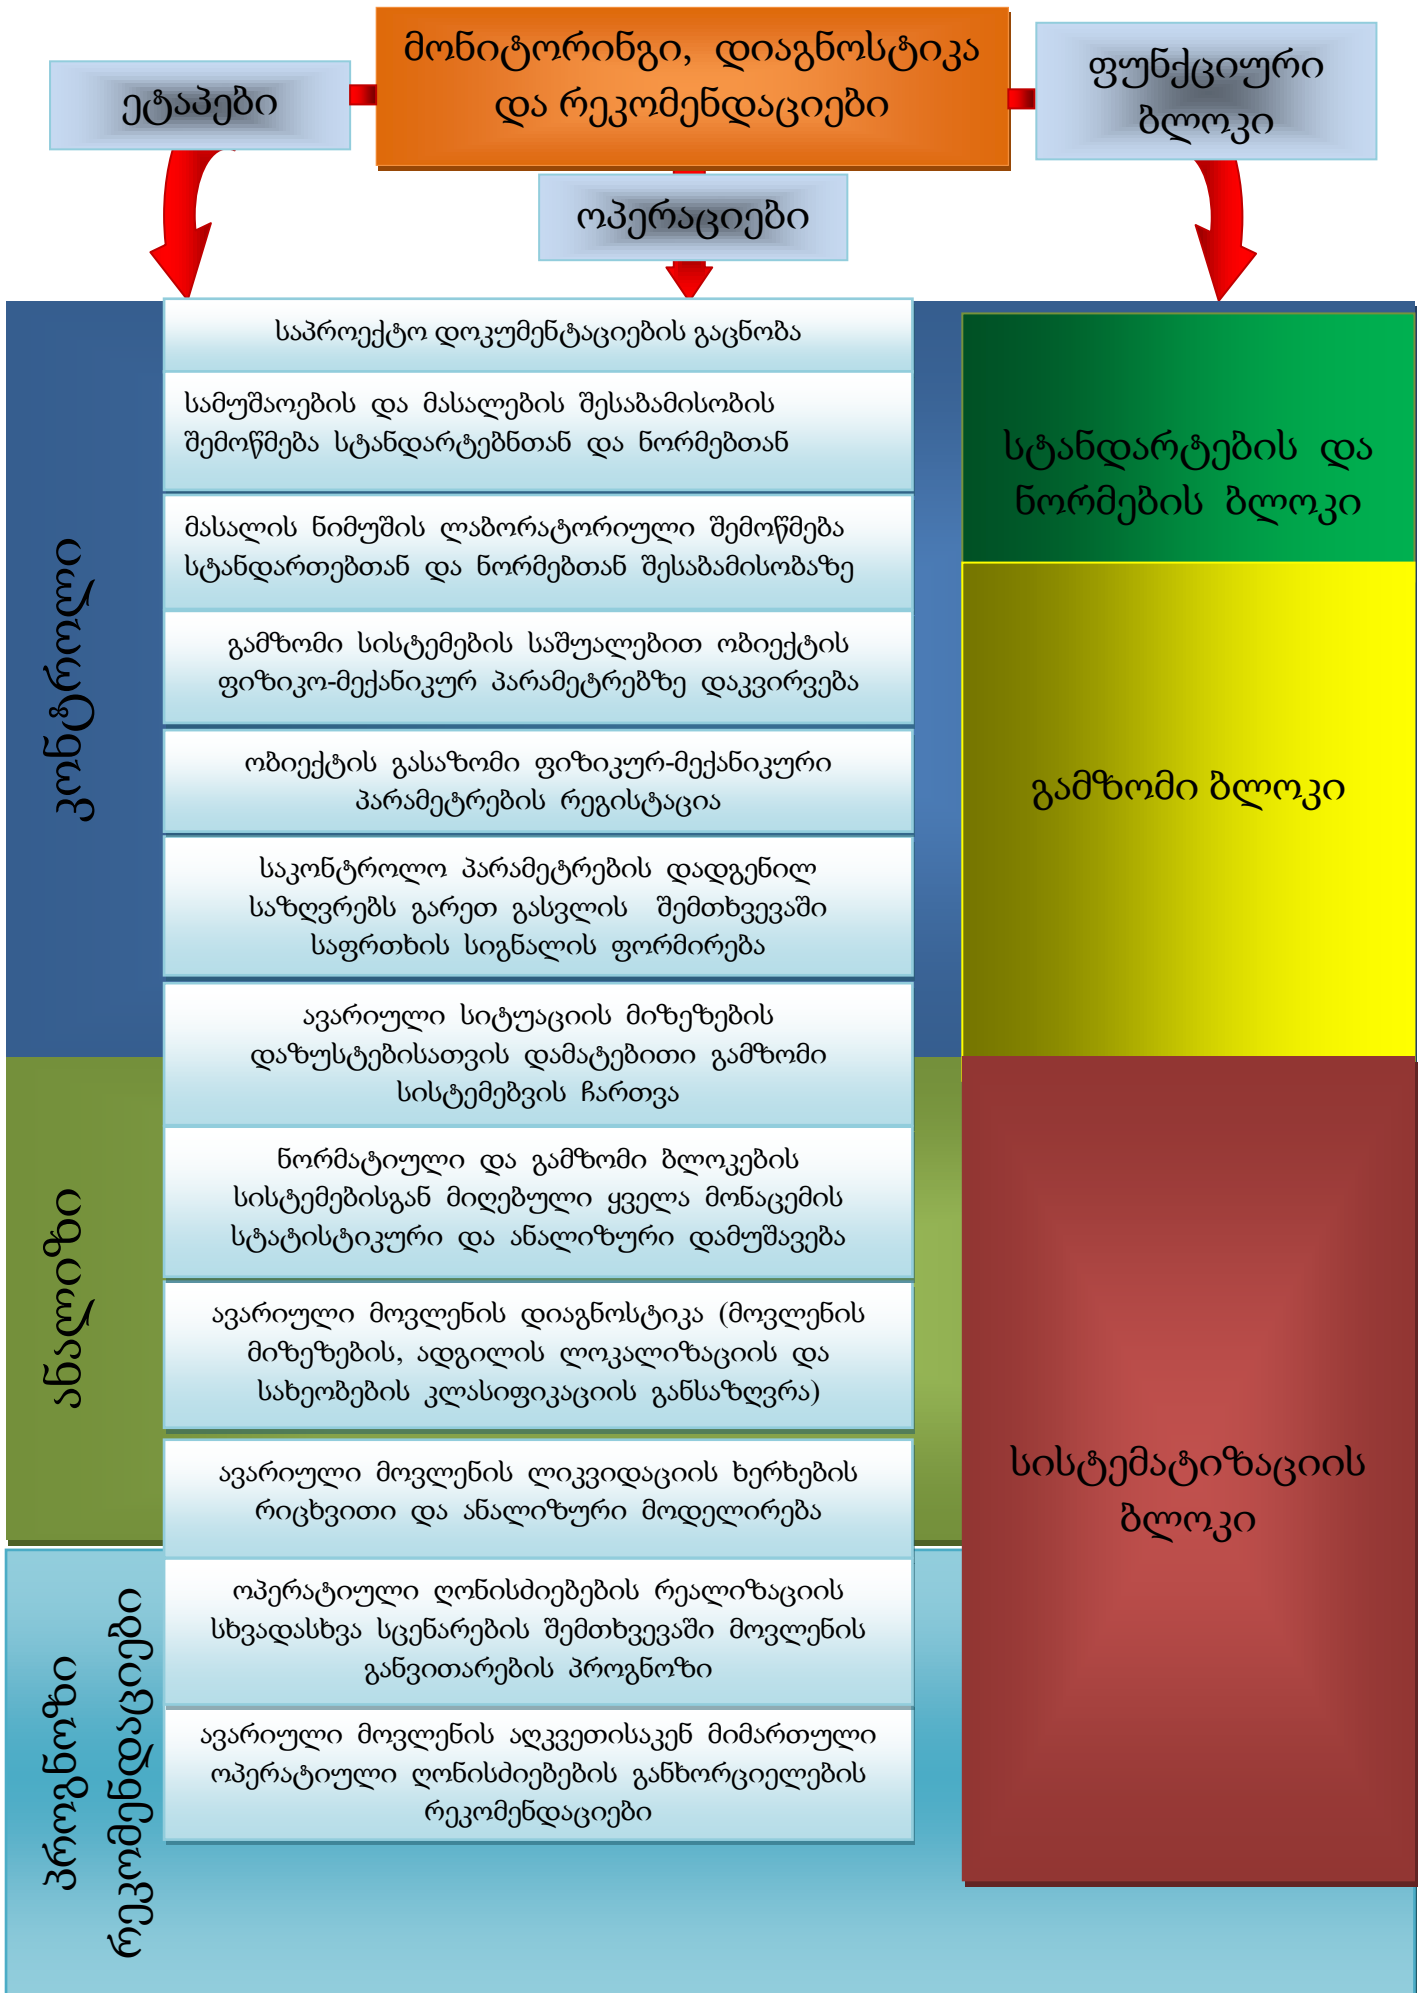 მონიტორინგი, დიაგნოსტიკა
და რეკომენდაციები
ეტაპები
ფუნქციური
ბლოკი
ოპერაციები
საპროექტო დოკუმენტაციების გაცნობა
სამუშაოების და მასალების შესაბამისობის
შემოწმება სტანდარტებნთან და ნორმებთან
მასალის ნიმუშის ლაბორატორიული შემოწმება
სტანდართებთან და ნორმებთან შესაბამისობაზე
გამზომი სისტემების საშუალებით ობიექტის
ფიზიკო-მექანიკურ პარამეტრებზე დაკვირვება
ობიექტის გასაზომი ფიზიკურ-მექანიკური
პარამეტრების რეგისტაცია
საკონტროლო პარამეტრების დადგენილ
საზღვრებს გარეთ გასვლის შემთხვევაში
საფრთხის სიგნალის ფორმირება
ავარიული სიტუაციის მიზეზების
დაზუსტებისათვის დამატებითი გამზომი
სისტემებვის ჩართვა
ნორმატიული და გამზომი ბლოკების
სისტემებისგან მიღებული ყველა მონაცემის
სტატისტიკური და ანალიზური დამუშავება
ავარიული მოვლენის დიაგნოსტიკა (მოვლენის
მიზეზების, ადგილის ლოკალიზაციის და
სახეობების კლასიფიკაციის განსაზღვრა)
ავარიული მოვლენის ლიკვიდაციის ხერხების
რიცხვითი და ანალიზური მოდელირება
ოპერატიული ღონისძიებების რეალიზაციის
სხვადასხვა სცენარების შემთხვევაში მოვლენის
განვითარების პროგნოზი
ავარიული მოვლენის აღკვეთისაკენ მიმართული
ოპერატიული ღონისძიებების განხორციელების
რეკომენდაციები
კონტროლი
ანალიზი
პროგნოზი
რეკომენდაციები
სტანდარტების და
ნორმების ბლოკი
გამზომი ბლოკი
სისტემატიზაციის
ბლოკი